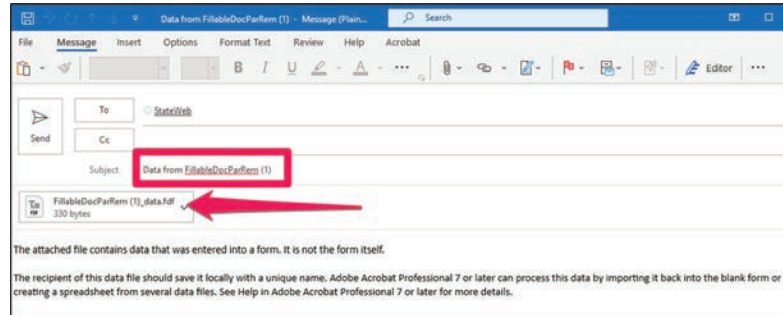 Data from FillableDocParRem (1) - Message (Plain...
Search
File Message Insert Options Format Text Review Help Acrobat
B I U A ... Editor ...
Send
To
StateWeb
Cc
Subject
Data from FillableDocParRem (1)
FillableDocParRem (1)_data.fdf
330 bytes
The attached file contains data that was entered into a form. It is not the form itself.
The recipient of this data file should save it locally with a unique name. Adobe Acrobat Professional 7 or later can process this data by importing it back into the blank form or
creating a spreadsheet from several data files. See Help in Adobe Acrobat Professional 7 or later for more details.